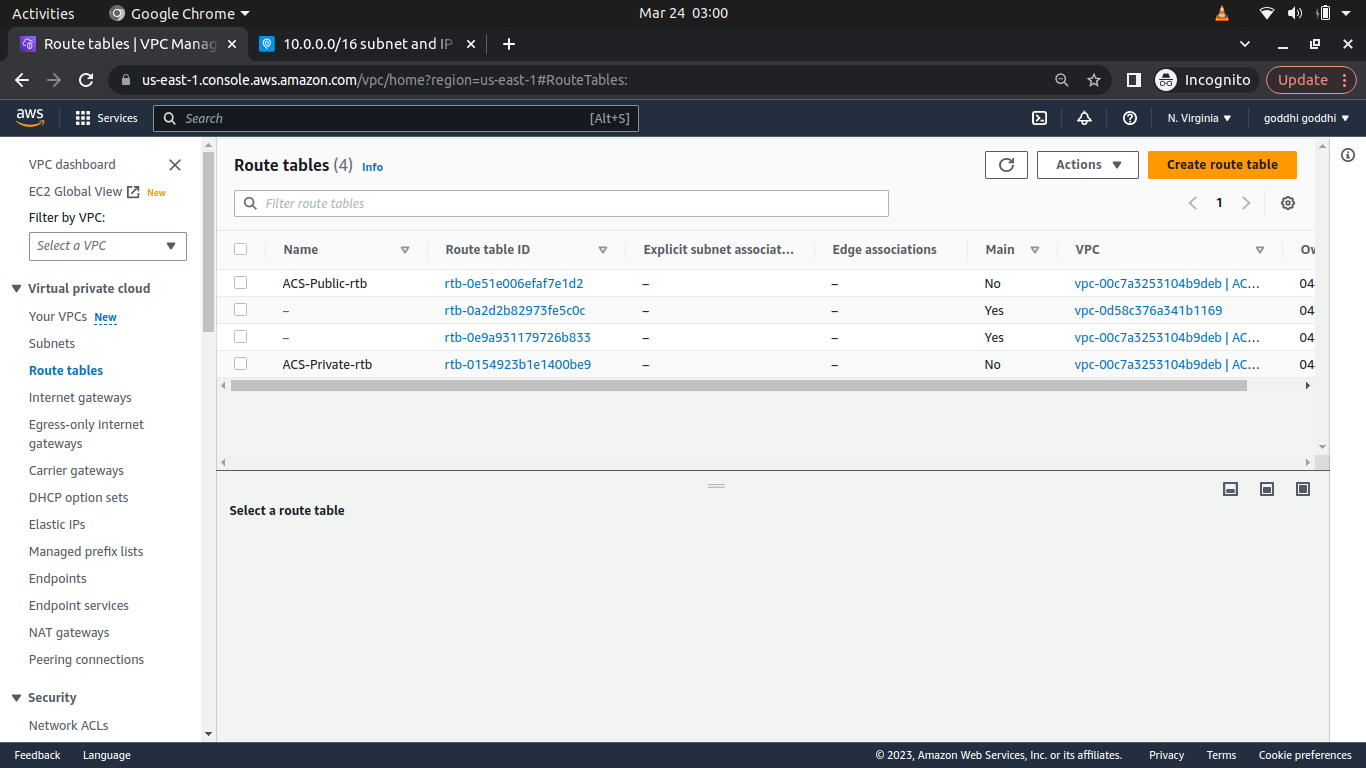 Activities
Google Chrome
Mar 24 03:00
Route tables | VPC Manag
10.0.0.0/16 subnet and IP
us-east-1.console.aws.amazon.com/vpc/home?region=us-east-1#RouteTables:
Incognito
Update
aws
Services
Search
[Alt+S]
N. Virginia
goddhi goddhi
VPC dashboard
EC2 Global View New
Filter by VPC:
Select a VPC
Virtual private cloud
Your VPCs New
Subnets
Route tables
Internet gateways
Egress-only internet
gateways
Carrier gateways
DHCP option sets
Elastic IPs
Managed prefix lists
Endpoints
Endpoint services
NAT gateways
Peering connections
Security
Network ACLs
Route tables (4) Info
Actions
Create route table
Filter route tables
1
Name Route table ID Explicit subnet associat... Edge associations Main VPC Ow
ACS-Public-rtb rtb-0e51e006efaf7e1d2 – – No vpc-00c7a3253104b9deb | AC... 04
– rtb-0a2d2b82973fe5c0c – – Yes vpc-0d58c376a341b1169 04
– rtb-0e9a931179726b833 – – Yes vpc-00c7a3253104b9deb | AC... 04
ACS-Private-rtb rtb-0154923b1e1400be9 – – No vpc-00c7a3253104b9deb | AC... 04
Select a route table
Feedback
Language
© 2023, Amazon Web Services, Inc. or its affiliates.
Privacy
Terms
Cookie preferences